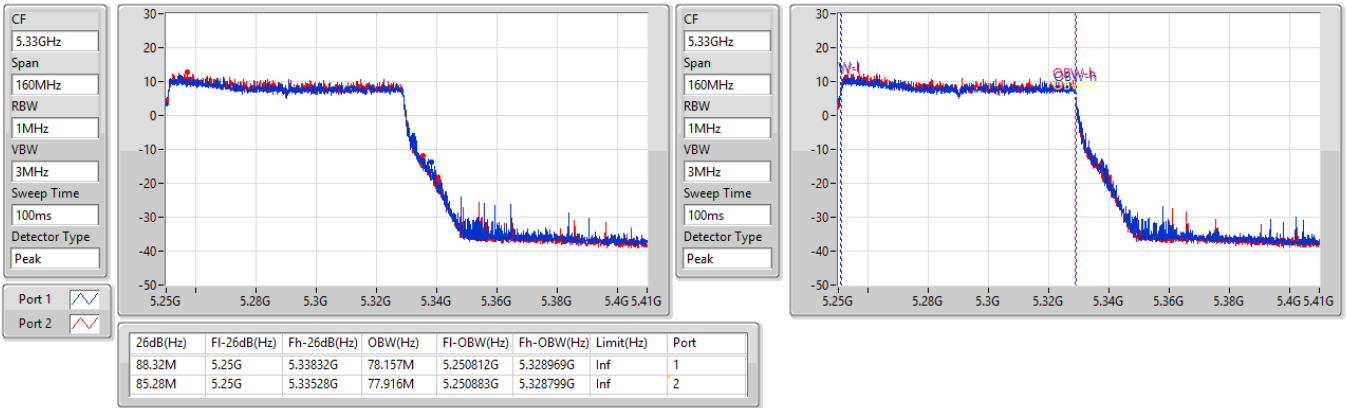 CF
5.33GHz
Span
160MHz
RBW
1MHz
VBW
3MHz
Sweep Time
100ms
Detector Type
Peak
Port 1
Port 2
30-
20-
10-
0-
-10-
-20-
-30-
-40-
-50-
5.25G 5.28G 5.3G 5.32G 5.34G 5.36G 5.38G 5.4G 5.41G
CF
5.33GHz
Span
160MHz
RBW
1MHz
VBW
3MHz
Sweep Time
100ms
Detector Type
Peak
30-
20-
10-
0-
-10-
-20-
-30-
-40-
-50-
OBW-h
5.25G 5.28G 5.3G 5.32G 5.34G 5.36G 5.38G 5.4G 5.41G
26dB(Hz) Fl-26dB(Hz) Fh-26dB(Hz) OBW(Hz) Fl-OBW(Hz) Fh-OBW(Hz) Limit(Hz) Port
88.32M 5.25G 5.33832G 78.157M 5.250812G 5.328969G Inf 1
85.28M 5.25G 5.33528G 77.916M 5.250883G 5.328799G Inf 2